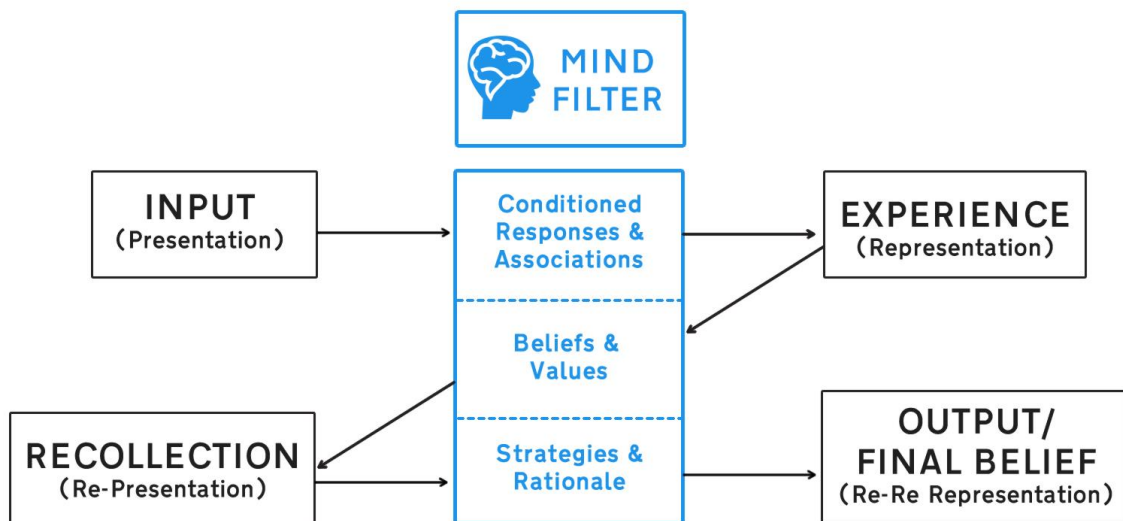 MIND
FILTER
INPUT
(Presentation)
Conditioned
Responses &
Associations
EXPERIENCE
(Representation)
Beliefs &
Values
RECOLLECTION
(Re-Presentation)
Strategies &
Rationale
OUTPUT/
FINAL BELIEF
(Re-Re Representation)